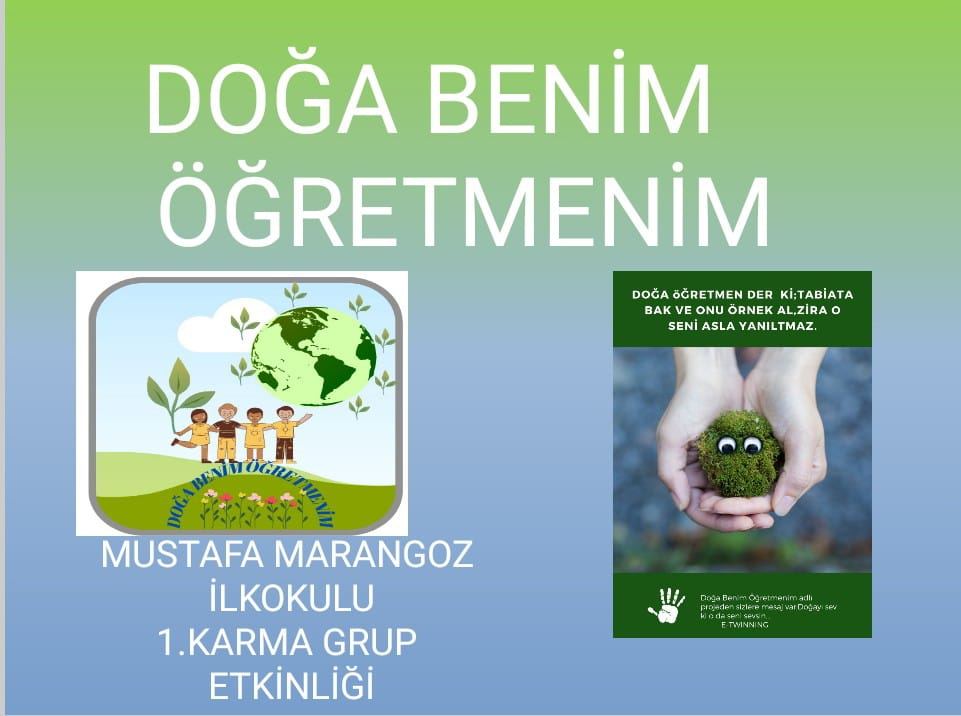 DOĞA BENİM
ÖĞRETMENİM
DOĞA BENİM ÖĞRETMENİM
MUSTAFA MARANGOZ
İLKOKULU
1.KARMA GRUP
ETKİNLİĞİ
DOĞA öĞRETMEN DER Kİ;TABİATA
BAK VE ONU ÖRNEK AL,ZİRA O
SENİ ASLA YANILTMAZ.
Doğa Benim Öğretmenim adlı
projeden sizlere mesaj var:Doğayı sev
ki o da seni sevsin...
E-TWINNING